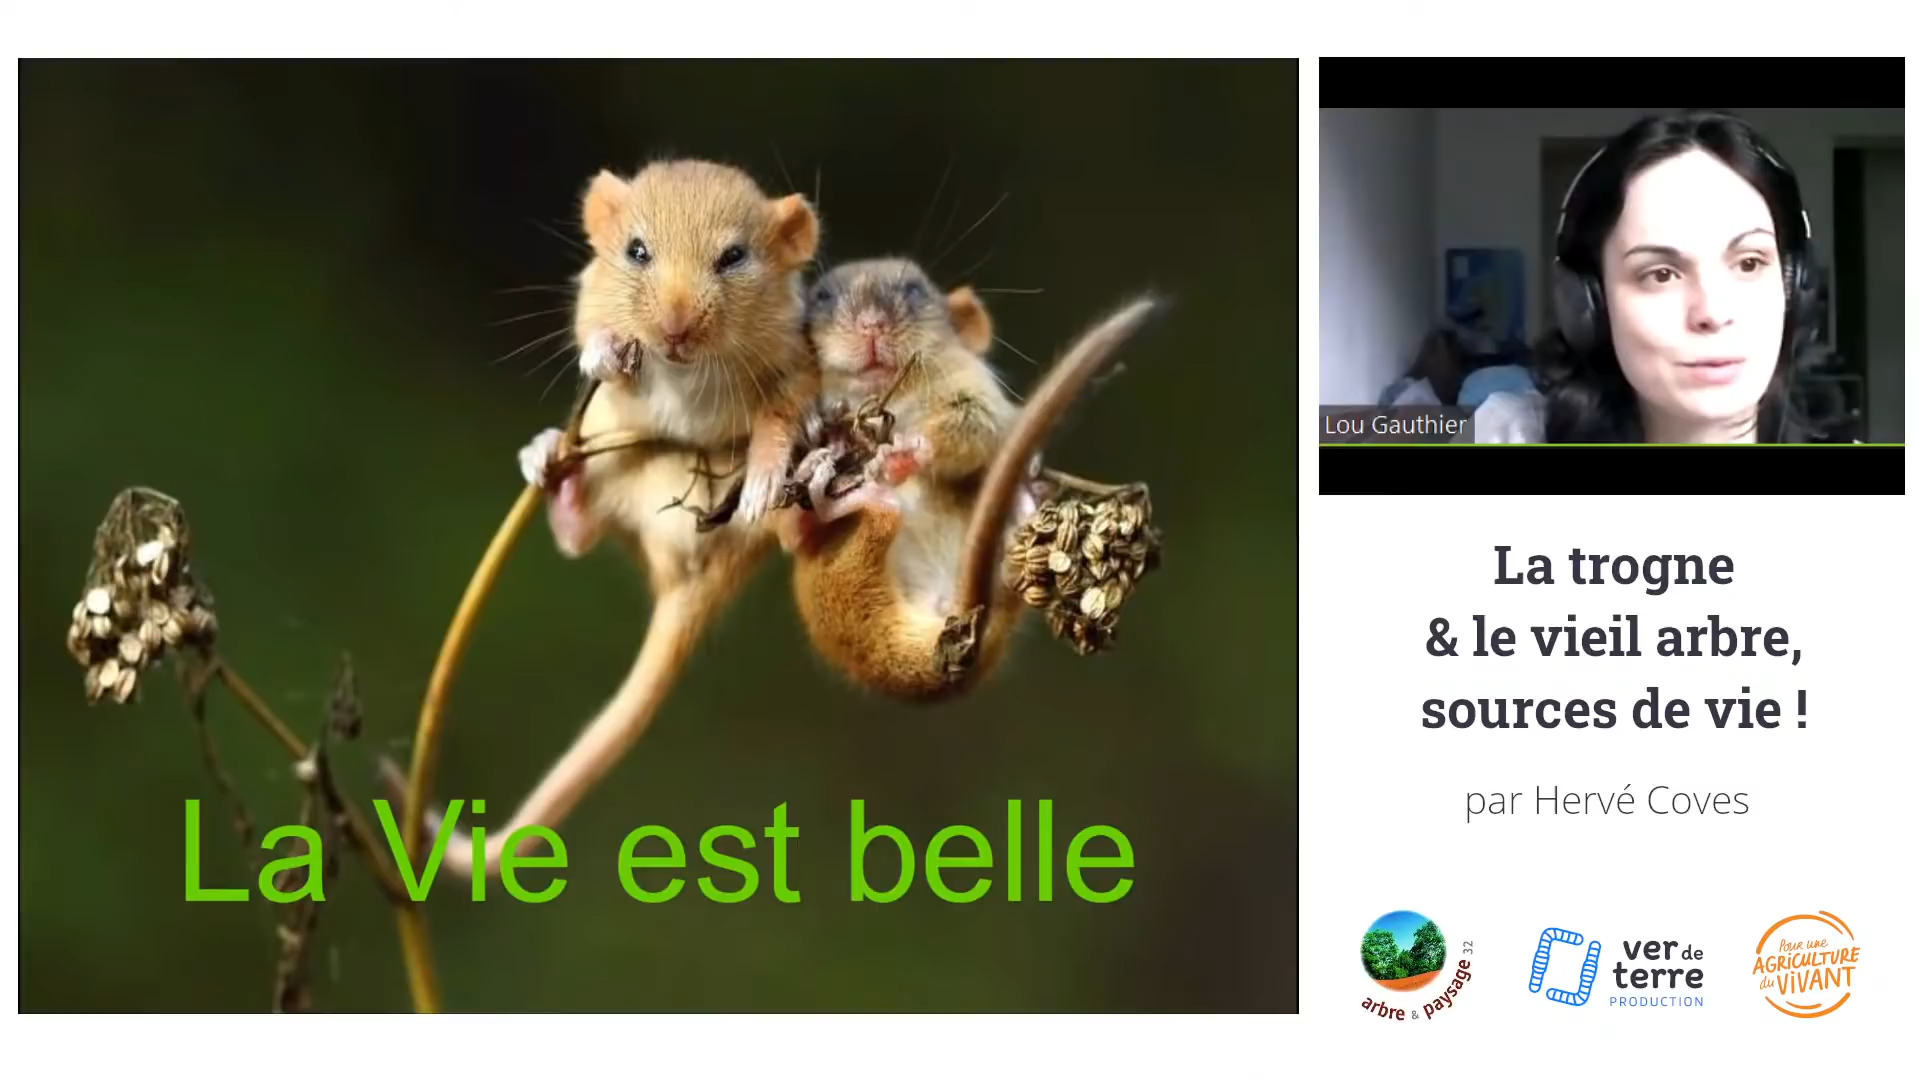 La Vie est belle
Lou Gauthier
La trogne
& le vieil arbre,
sources de vie !
par Hervé Coves
arbre & paysage 32
ver de
terre
PRODUCTION
Pour une
AGRICULTURE
du VIVANT